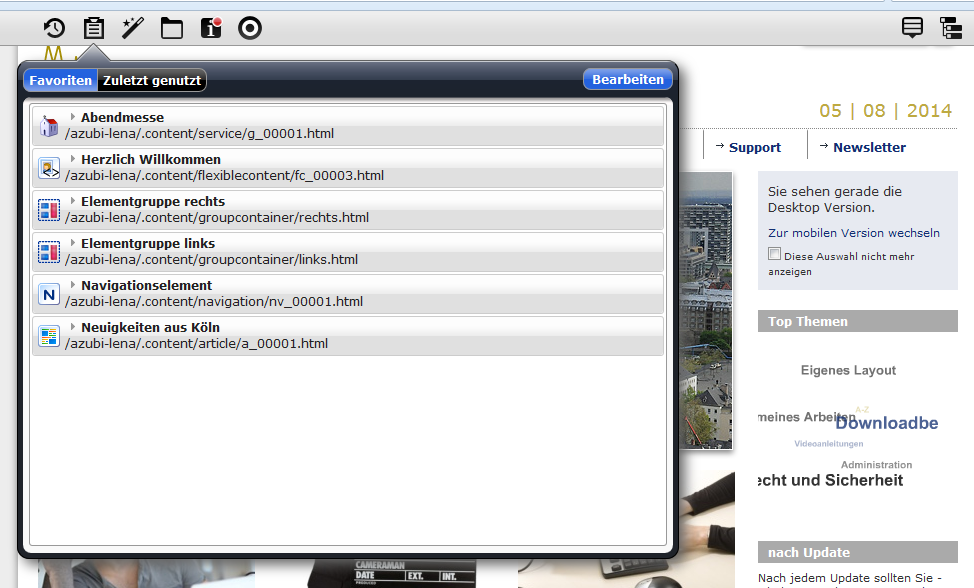 Favoriten Zuletzt genutzt Bearbeiten
Abendmesse
/azubi-lena/.content/service/g_00001.html
Herzlich Willkommen
/azubi-lena/.content/flexiblecontent/fc_00003.html
Elementgruppe rechts
/azubi-lena/.content/groupcontainer/rechts.html
Elementgruppe links
/azubi-lena/.content/groupcontainer/links.html
N
Navigationselement
/azubi-lena/.content/navigation/nv_00001.html
Neuigkeiten aus Köln
/azubi-lena/.content/article/a_00001.html
05 | 08 | 2014
Support
Newsletter
Sie sehen gerade die
Desktop Version.
Zur mobilen Version wechseln
Diese Auswahl nicht mehr
anzeigen
Top Themen
Eigenes Layout
A-Z
meines Arbeiten
Downloadbe
Videoanleitungen
Administration
echt und Sicherheit
nach Update
Nach jedem Update sollten Sie -
CAMERAMAN
DATE EXT. INT.
PRODUCER